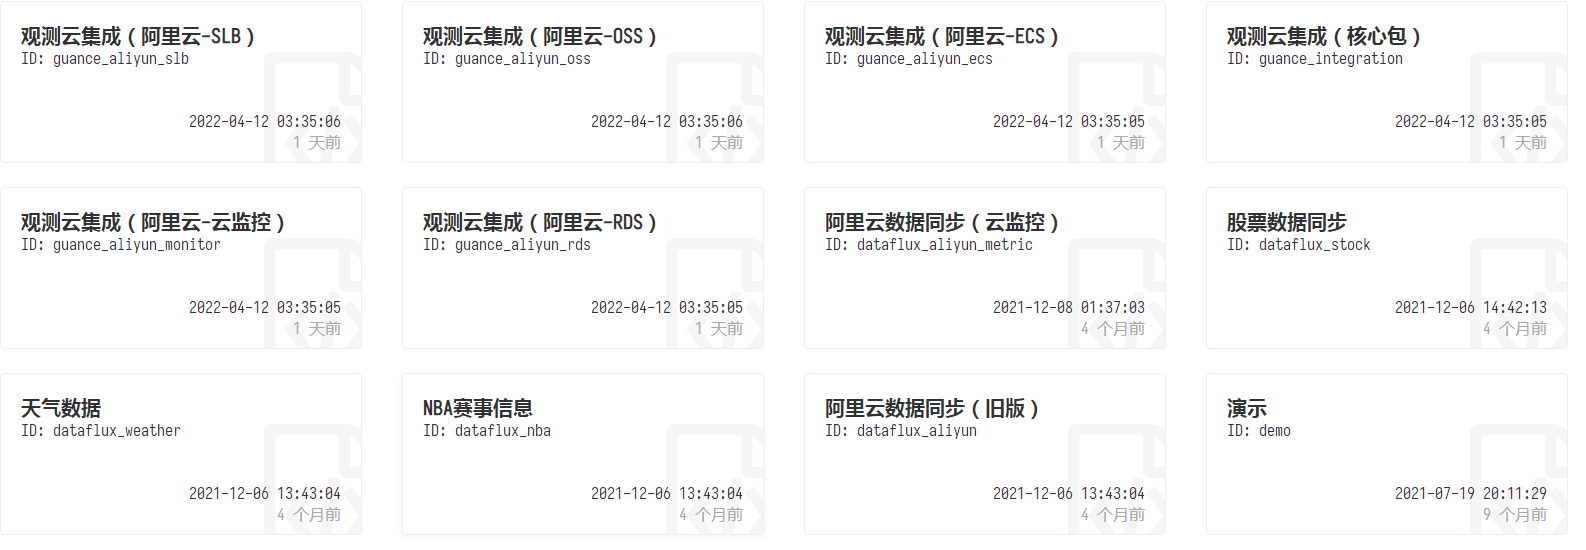 观测云集成（阿里云-SLB）
ID: guance_aliyun_slb
2022-04-12 03:35:06
1 天前
观测云集成（阿里云-OSS）
ID: guance_aliyun_oss
2022-04-12 03:35:06
1 天前
观测云集成（阿里云-ECS）
ID: guance_aliyun_ecs
2022-04-12 03:35:05
1 天前
观测云集成（核心包）
ID: guance_integration
2022-04-12 03:35:05
1 天前
观测云集成（阿里云-云监控）
ID: guance_aliyun_monitor
2022-04-12 03:35:05
1 天前
观测云集成（阿里云-RDS）
ID: guance_aliyun_rds
2022-04-12 03:35:05
1 天前
阿里云数据同步（云监控）
ID: dataflux_aliyun_metric
2021-12-08 01:37:03
4 个月前
股票数据同步
ID: dataflux_stock
2021-12-06 14:42:13
4 个月前
天气数据
ID: dataflux_weather
2021-12-06 13:43:04
4 个月前
NBA赛事信息
ID: dataflux_nba
2021-12-06 13:43:04
4 个月前
阿里云数据同步（旧版）
ID: dataflux_aliyun
2021-12-06 13:43:04
4 个月前
演示
ID: demo
2021-07-19 20:11:29
9 个月前